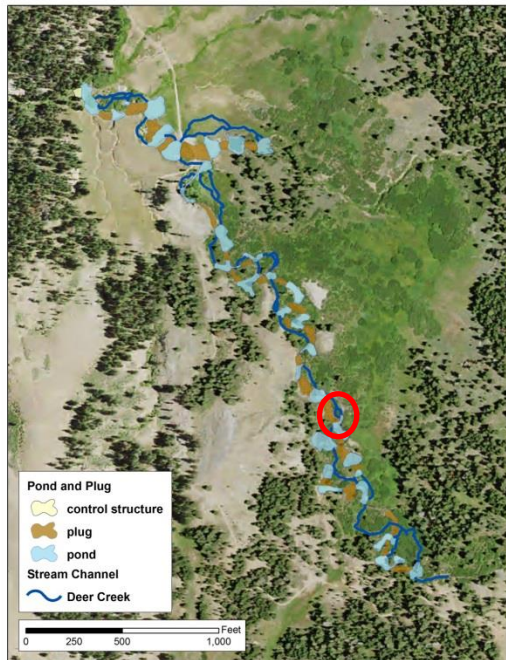 Pond and Plug
control structure
plug
pond
Stream Channel
Deer Creek
Feet
0 250 500 1,000